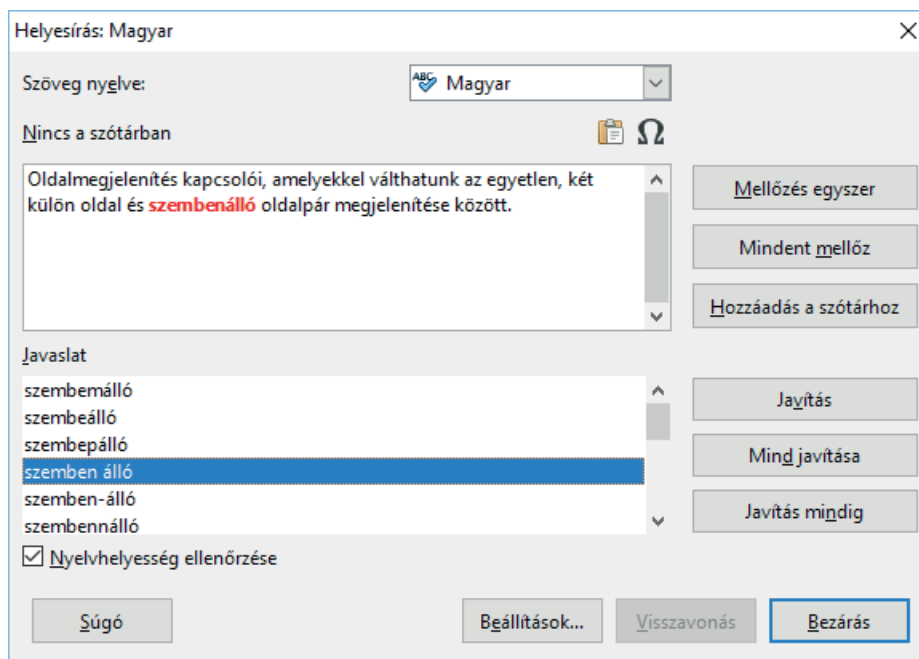 Helyesírás: Magyar
Szöveg nyelve:
ABC Magyar
Nincs a szótárban
Oldalmegjelenítés kapcsolói, amelyekkel válthatunk az egyetlen, két
külön oldal és szembenálló oldalpár megjelenítése között.
Mellőzés egyszer
Mindent mellőz
Hozzáadás a szótárhoz
Javaslat
szembemálló
szembeálló
szembepálló
szemben álló
szemben-álló
szembennálló
Javítás
Mind javítása
Javítás mindig
Nyelvhelyesség ellenőrzése
Súgó
Beállítások...
Visszavonás
Bezárás